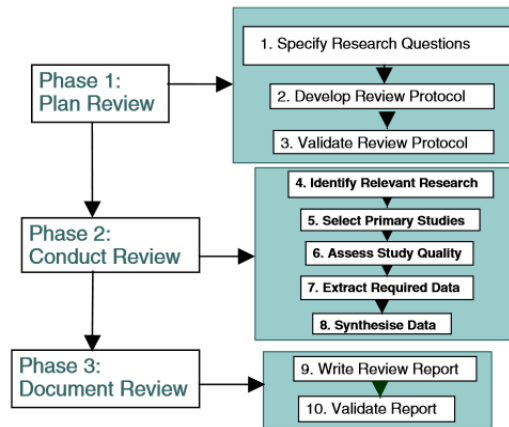 Phase 1:
Plan Review
1. Specify Research Questions
2. Develop Review Protocol
3. Validate Review Protocol
Phase 2:
Conduct Review
4. Identify Relevant Research
5. Select Primary Studies
6. Assess Study Quality
7. Extract Required Data
8. Synthesise Data
Phase 3:
Document Review
9. Write Review Report
10. Validate Report